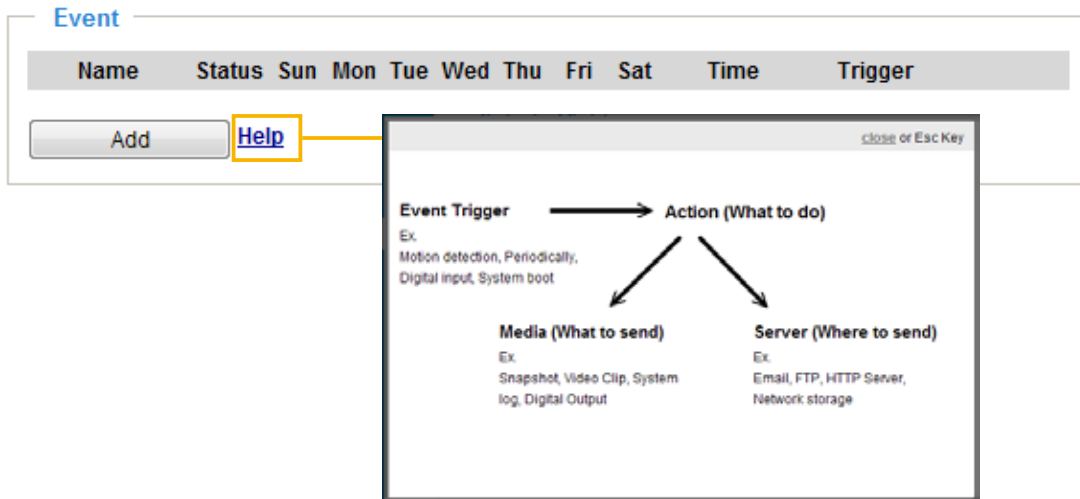 Event
Name Status Sun Mon Tue Wed Thu Fri Sat Time Trigger
Add Help
close or Esc Key
Event Trigger
Ex.
Motion detection, Periodically,
Digital input, System boot
Action (What to do)
Media (What to send)
Ex.
Snapshot, Video Clip, System
log, Digital Output
Server (Where to send)
Ex.
Email, FTP, HTTP Server,
Network storage